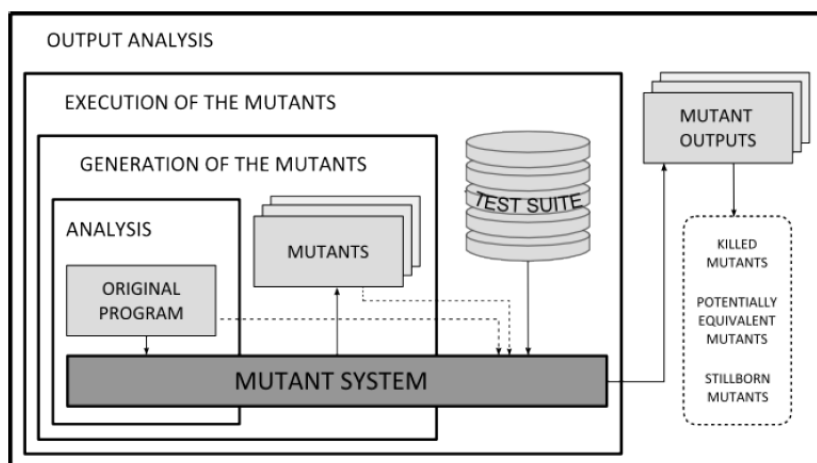 OUTPUT ANALYSIS
EXECUTION OF THE MUTANTS
GENERATION OF THE MUTANTS
ANALYSIS
ORIGINAL
PROGRAM
MUTANTS
TEST SUITE
MUTANT SYSTEM
MUTANT
OUTPUTS
KILLED
MUTANTS
POTENTIALLY
EQUIVALENT
MUTANTS
STILLBORN
MUTANTS